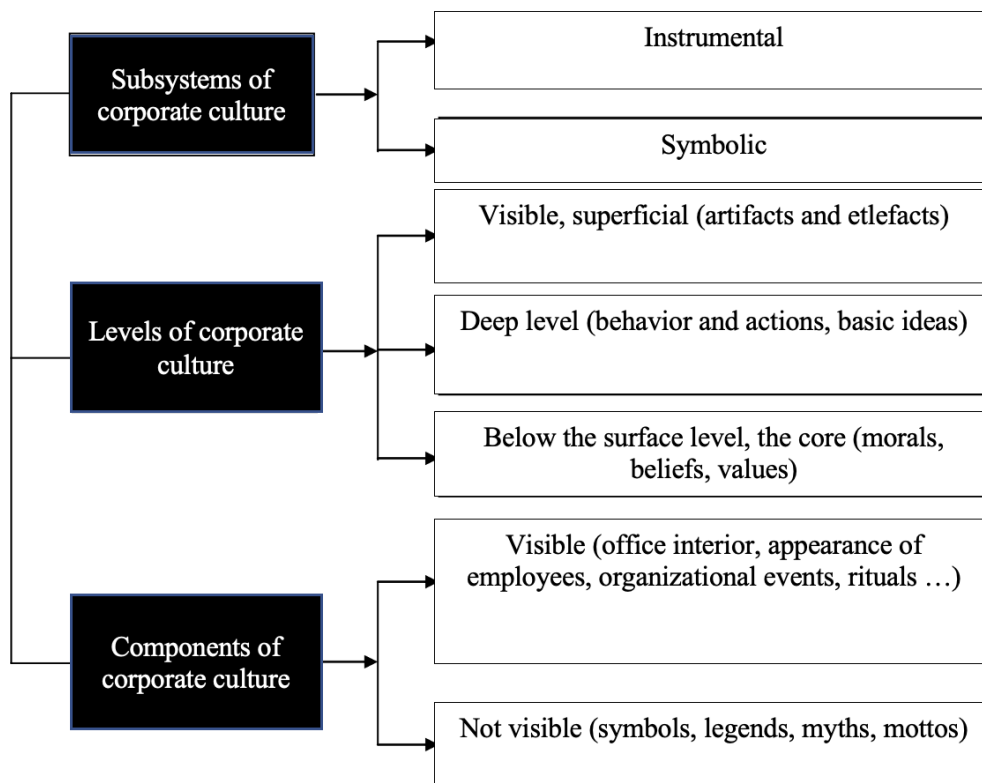 Subsystems of
corporate culture
Instrumental
Symbolic
Levels of corporate
culture
Visible, superficial (artifacts and etlefacts)
Deep level (behavior and actions, basic ideas)
Below the surface level, the core (morals,
beliefs, values)
Components of
corporate culture
Visible (office interior, appearance of
employees, organizational events, rituals …)
Not visible (symbols, legends, myths, mottos)